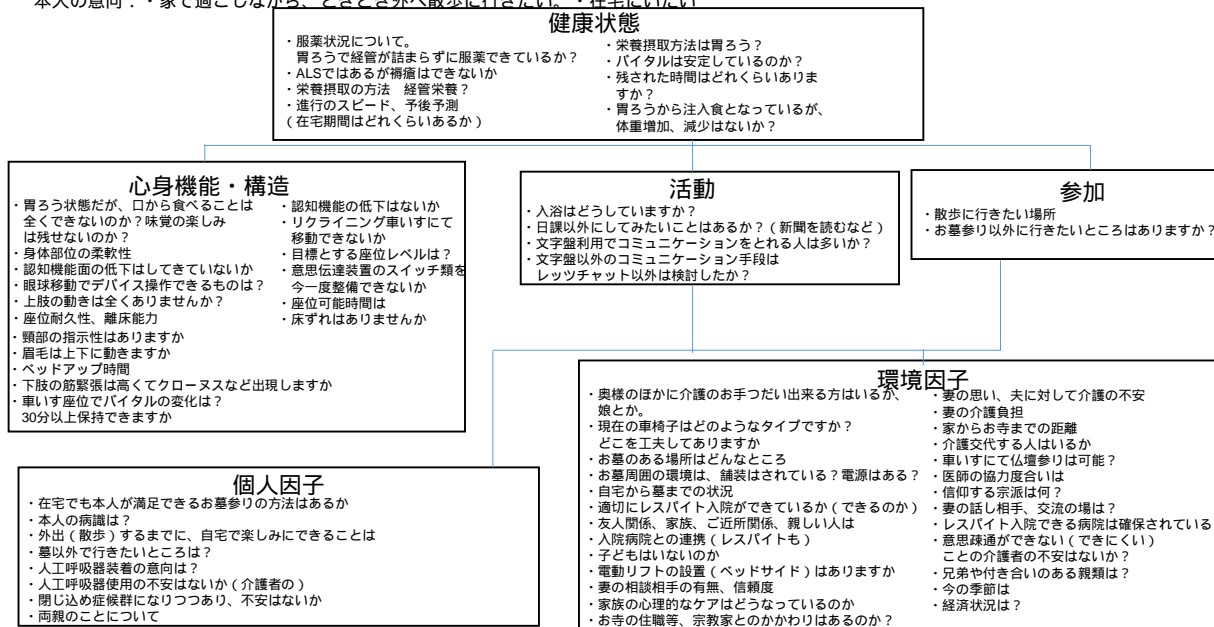 本人の意向：・家で過ごしながら、ときどき外へ散歩に行きたい。・在宅にいたい
健康状態
・服薬状況について。
胃ろうで経管が詰まらずに服薬できているか？
・ALSではあるが褥瘡はできないか
・栄養摂取の方法　経管栄養？
・進行のスピード、予後予測
（在宅期間はどれくらいあるか）
・栄養摂取方法は胃ろう？
・バイタルは安定しているのか？
・残された時間はどれくらいありま
すか？
・胃ろうから注入食となっているが、
体重増加、減少はないか？
心身機能・構造
・胃ろう状態だが、口から食べることは
全くできないのか？味覚の楽しみ
は残せないのか？
・身体部位の柔軟性
・認知機能面の低下はしてきていないか
・眼球移動でデバイス操作できるものは？
・上肢の動きは全くありませんか？
・座位耐久性、離床能力
・頸部の指示性はありますか
・眉毛は上下に動きますか
・ベッドアップ時間
・下肢の筋緊張は高くてクローヌスなど出現しますか
・車いす座位でバイタルの変化は？
30分以上保持できますか
・認知機能の低下はないか
・リクライニング車いすにて
移動できないか
・目標とする座位レベルは？
・意思伝達装置のスイッチ類を
今一度整備できないか
・座位可能時間は
・床ずれはありませんか
活動
・入浴はどうしていますか？
・日課以外にしてみたいことはあるか？（新聞を読むなど）
・文字盤利用でコミュニケーションをとれる人は多いか？
・文字盤以外のコミュニケーション手段は
レッツチャット以外は検討したか？
参加
・散歩に行きたい場所
・お墓参り以外に行きたいところはありますか？
個人因子
・在宅でも本人が満足できるお墓参りの方法はあるか
・本人の病識は？
・外出（散歩）するまでに、自宅で楽しみにできることは
・墓以外で行きたいところは？
・人工呼吸器装着の意向は？
・人工呼吸器使用の不安はないか（介護者の）
・閉じ込め症候群になりつつあり、不安はないか
・両親のことについて
環境因子
・奥様のほかに介護のお手つだい出来る方はいるか、
娘とか。
・現在の車椅子はどのようなタイプですか？
どこを工夫してありますか
・お墓のある場所はどんなところ
・お墓周囲の環境は、舗装はされている？電源はある？
・自宅から墓までの状況
・適切にレスパイト入院ができているか（できるのか）
・友人関係、家族、ご近所関係、親しい人は
・入院病院との連携（レスパイトも）
・子どもはいないのか
・電動リフトの設置（ベッドサイド）はありますか
・妻の相談相手の有無、信頼度
・家族の心理的なケアはどうなっているのか
・お寺の住職等、宗教家とのかかわりはあるのか？
・妻の思い、夫に対して介護の不安
・妻の介護負担
・家からお寺までの距離
・介護交代する人はいるか
・車いすにて仏壇参りは可能？
・医師の協力度合いは
・信仰する宗派は何？
・妻の話し相手、交流の場は？
・レスパイト入院できる病院は確保されている
・意思疎通ができない（できにくい）
ことの介護者の不安はないか？
・兄弟や付き合いのある親類は？
・今の季節は
・経済状況は？